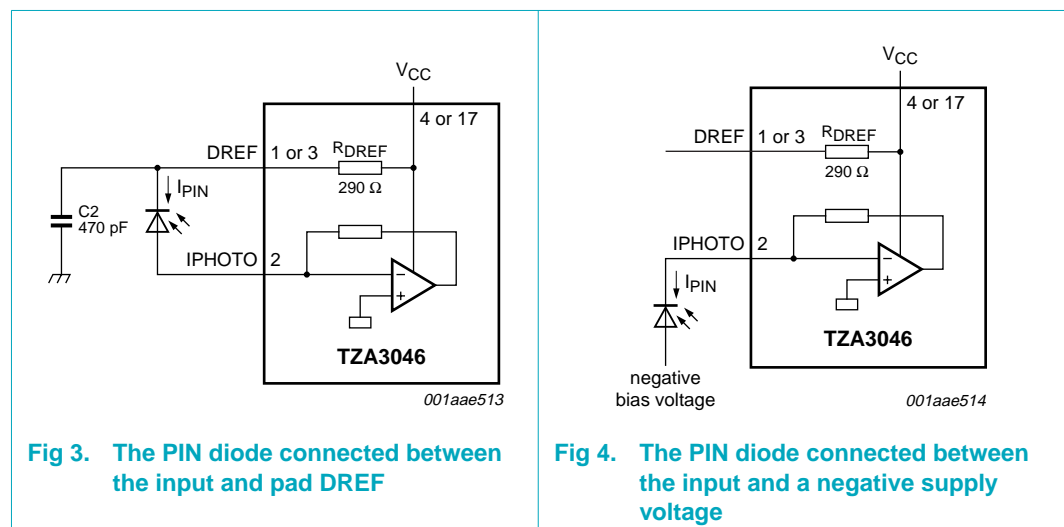 VCC
4 or 17
DREF
1 or 3
RDREF
290 Ω
IPIN
C2
470 pF
IPHOTO
2
−
+
TZA3046
001aae513
Fig 3. The PIN diode connected between
the input and pad DREF
VCC
4 or 17
DREF
1 or 3
RDREF
290 Ω
IPHOTO
2
IPIN
−
+
TZA3046
negative
bias voltage
001aae514
Fig 4. The PIN diode connected between
the input and a negative supply
voltage